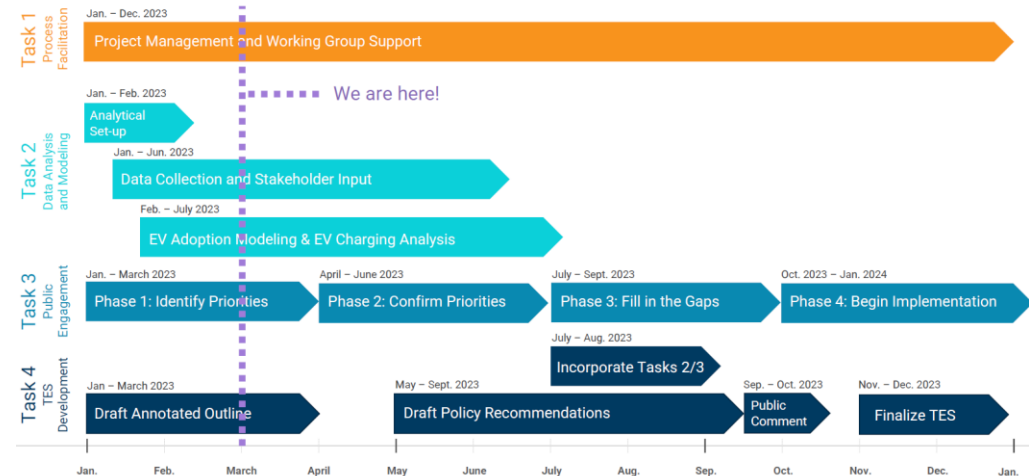 Task 1
Process
Facilitation
Jan. – Dec. 2023
Project Management and Working Group Support
We are here!
Task 2
Data Analysis
and Modeling
Jan. – Feb. 2023
Analytical
Set-up
Jan. – Jun. 2023
Data Collection and Stakeholder Input
Feb. – July 2023
EV Adoption Modeling & EV Charging Analysis
Task 3
Public
Engagement
Jan. – March 2023
Phase 1: Identify Priorities
April – June 2023
Phase 2: Confirm Priorities
July – Sept. 2023
Phase 3: Fill in the Gaps
Oct. 2023 – Jan. 2024
Phase 4: Begin Implementation
Task 4
TES
Development
July – Aug. 2023
Incorporate Tasks 2/3
Jan – March 2023
Draft Annotated Outline
May – Sept. 2023
Draft Policy Recommendations
Sep. – Oct. 2023
Public
Comment
Nov. – Dec. 2023
Finalize TES
Jan. Feb. March April May June July Aug. Sep. Oct. Nov. Dec. Jan.